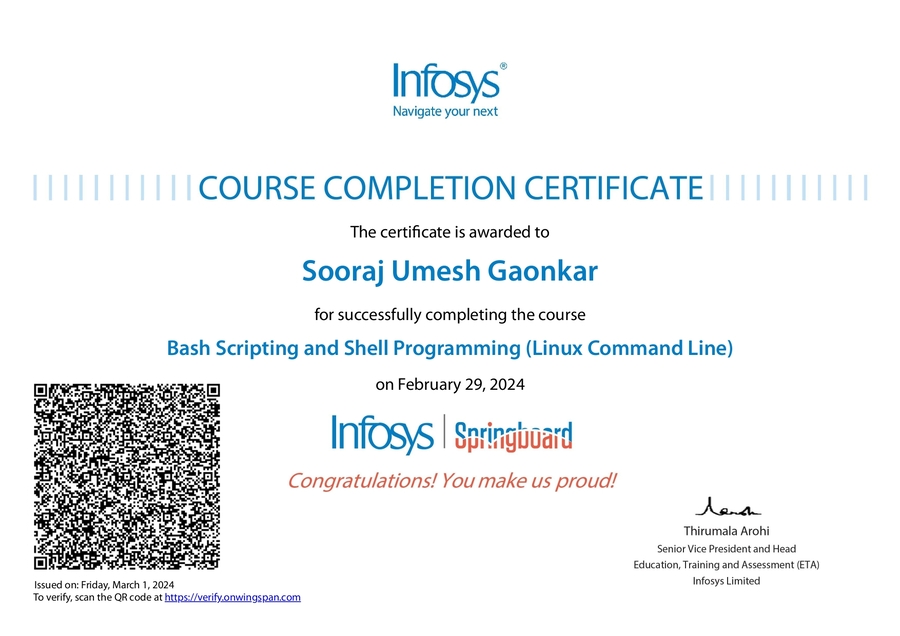 Infosys®
Navigate your next
COURSE COMPLETION CERTIFICATE
The certificate is awarded to
Sooraj Umesh Gaonkar
for successfully completing the course
Bash Scripting and Shell Programming (Linux Command Line)
on February 29, 2024
Infosys | Springboard
Congratulations! You make us proud!
Thirumala Arohi
Senior Vice President and Head
Education, Training and Assessment (ETA)
Infosys Limited
Issued on: Friday, March 1, 2024
To verify, scan the QR code at https://verify.onwingspan.com